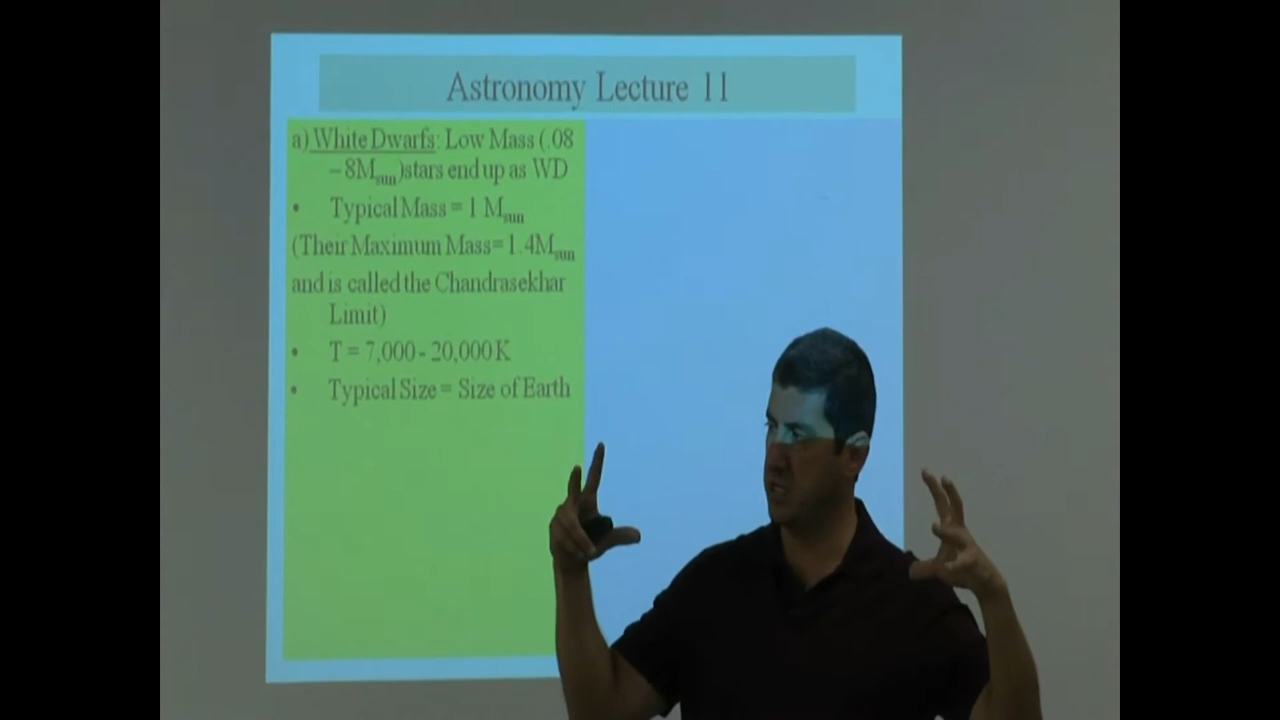 Astronomy Lecture 11
a) White Dwarfs: Low Mass (.08
– 8Msun)stars end up as WD
• Typical Mass = 1 Msun
(Their Maximum Mass=1.4Msun
and is called the Chandrasekhar
Limit)
• T = 7,000 - 20,000K
• Typical Size = Size of Earth